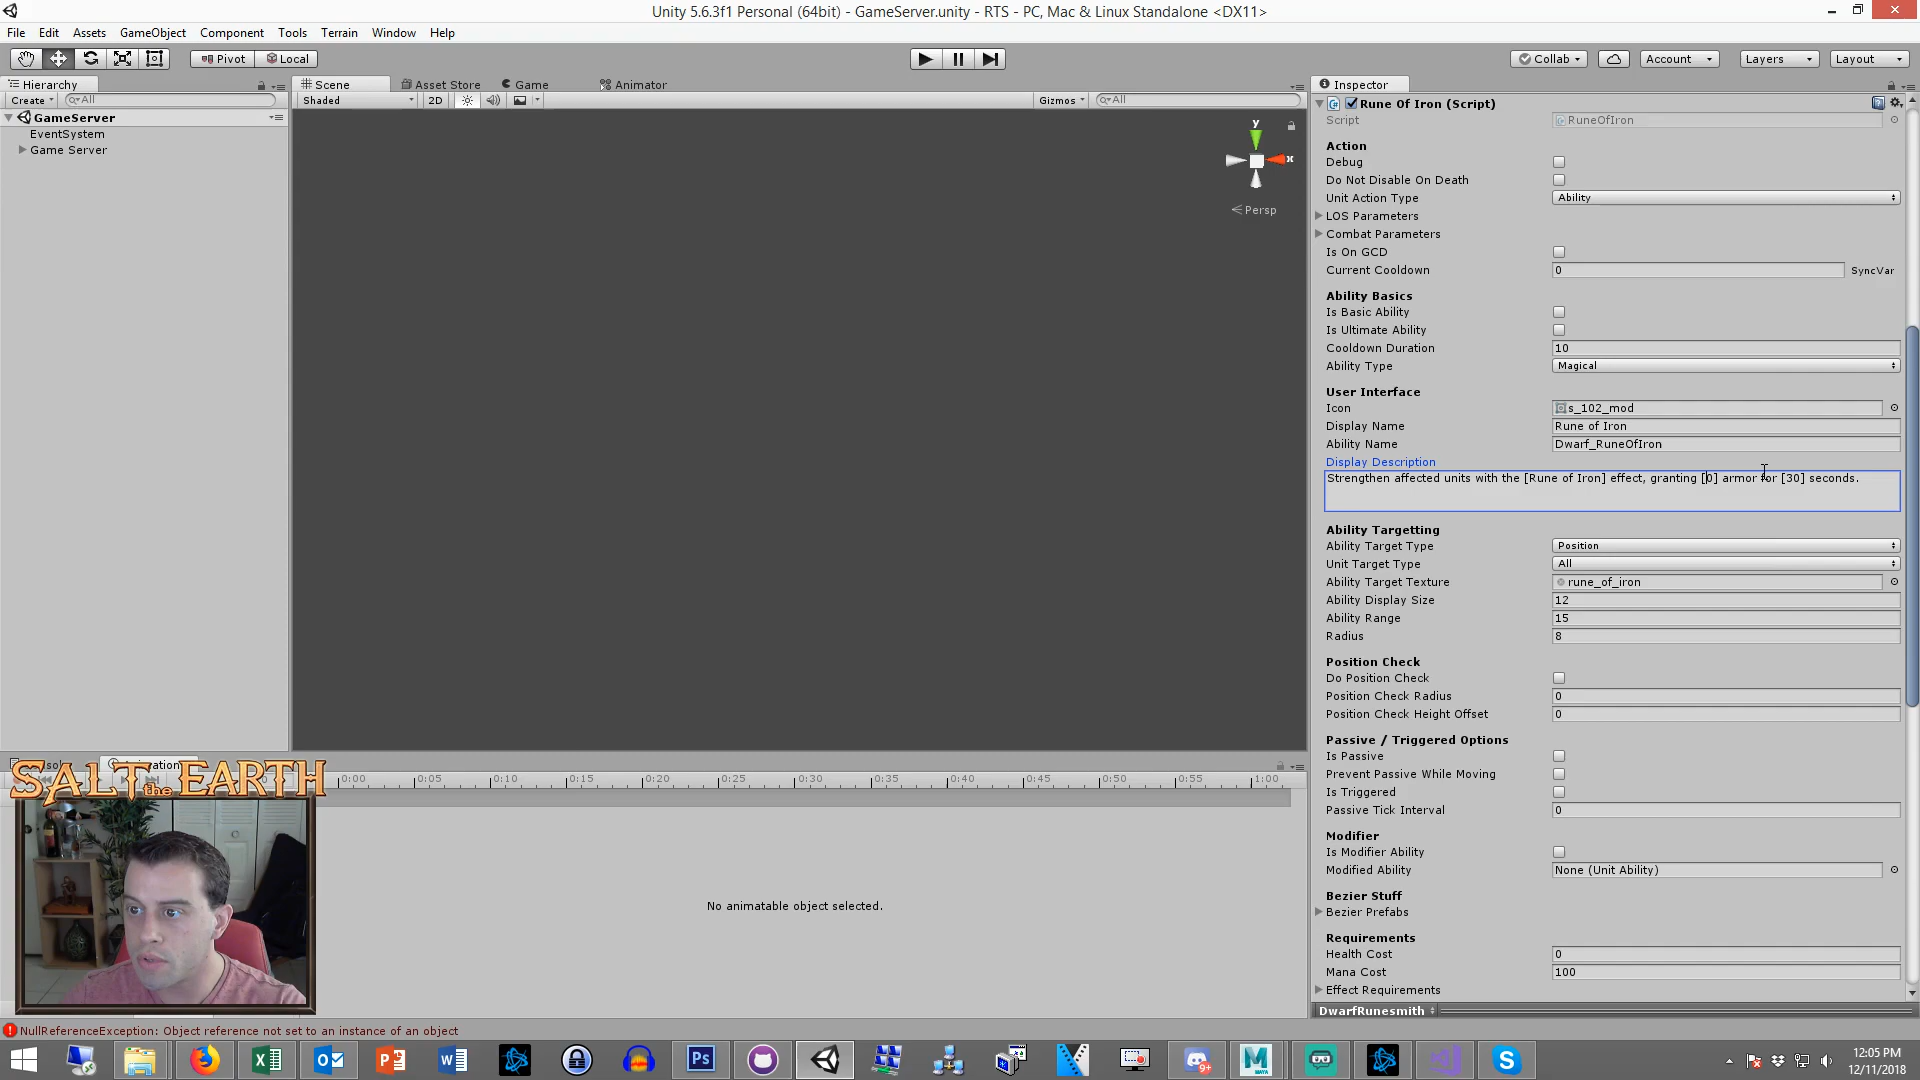 Unity 5.6.3f1 Personal (64bit) - GameServer.unity - RTS - PC, Mac & Linux Standalone <DX11>
File Edit Assets GameObject Component Tools Terrain Window Help
Pivot Local
Collab Account Layers Layout
Hierarchy
Create All
GameServer
EventSystem
Game Server
Scene Asset Store Game Animator
Shaded 2D Gizmos All
y
x
Persp
Inspector
Rune Of Iron (Script)
Script RuneOfIron
Action
Debug
Do Not Disable On Death
Unit Action Type Ability
LOS Parameters
Combat Parameters
Is On GCD
Current Cooldown 0 SyncVar
Ability Basics
Is Basic Ability
Is Ultimate Ability
Cooldown Duration 10
Ability Type Magical
User Interface
Icon s_102_mod
Display Name Rune of Iron
Ability Name Dwarf_RuneOfIron
Display Description
Strengthen affected units with the [Rune of Iron] effect, granting [0] armor for [30] seconds.
Ability Targetting
Ability Target Type Position
Unit Target Type All
Ability Target Texture rune_of_iron
Ability Display Size 12
Ability Range 15
Radius 8
Position Check
Do Position Check
Position Check Radius 0
Position Check Height Offset 0
Passive / Triggered Options
Is Passive
Prevent Passive While Moving
Is Triggered
Passive Tick Interval 0
Modifier
Is Modifier Ability
Modified Ability None (Unit Ability)
Bezier Stuff
Bezier Prefabs
Requirements
Health Cost 0
Mana Cost 100
Effect Requirements
DwarfRunesmith
0:00 0:05 0:10 0:15 0:20 0:25 0:30 0:35 0:40 0:45 0:50 0:55 1:00
No animatable object selected.
SALT the EARTH
NullReferenceException: Object reference not set to an instance of an object
12:05 PM
12/11/2018